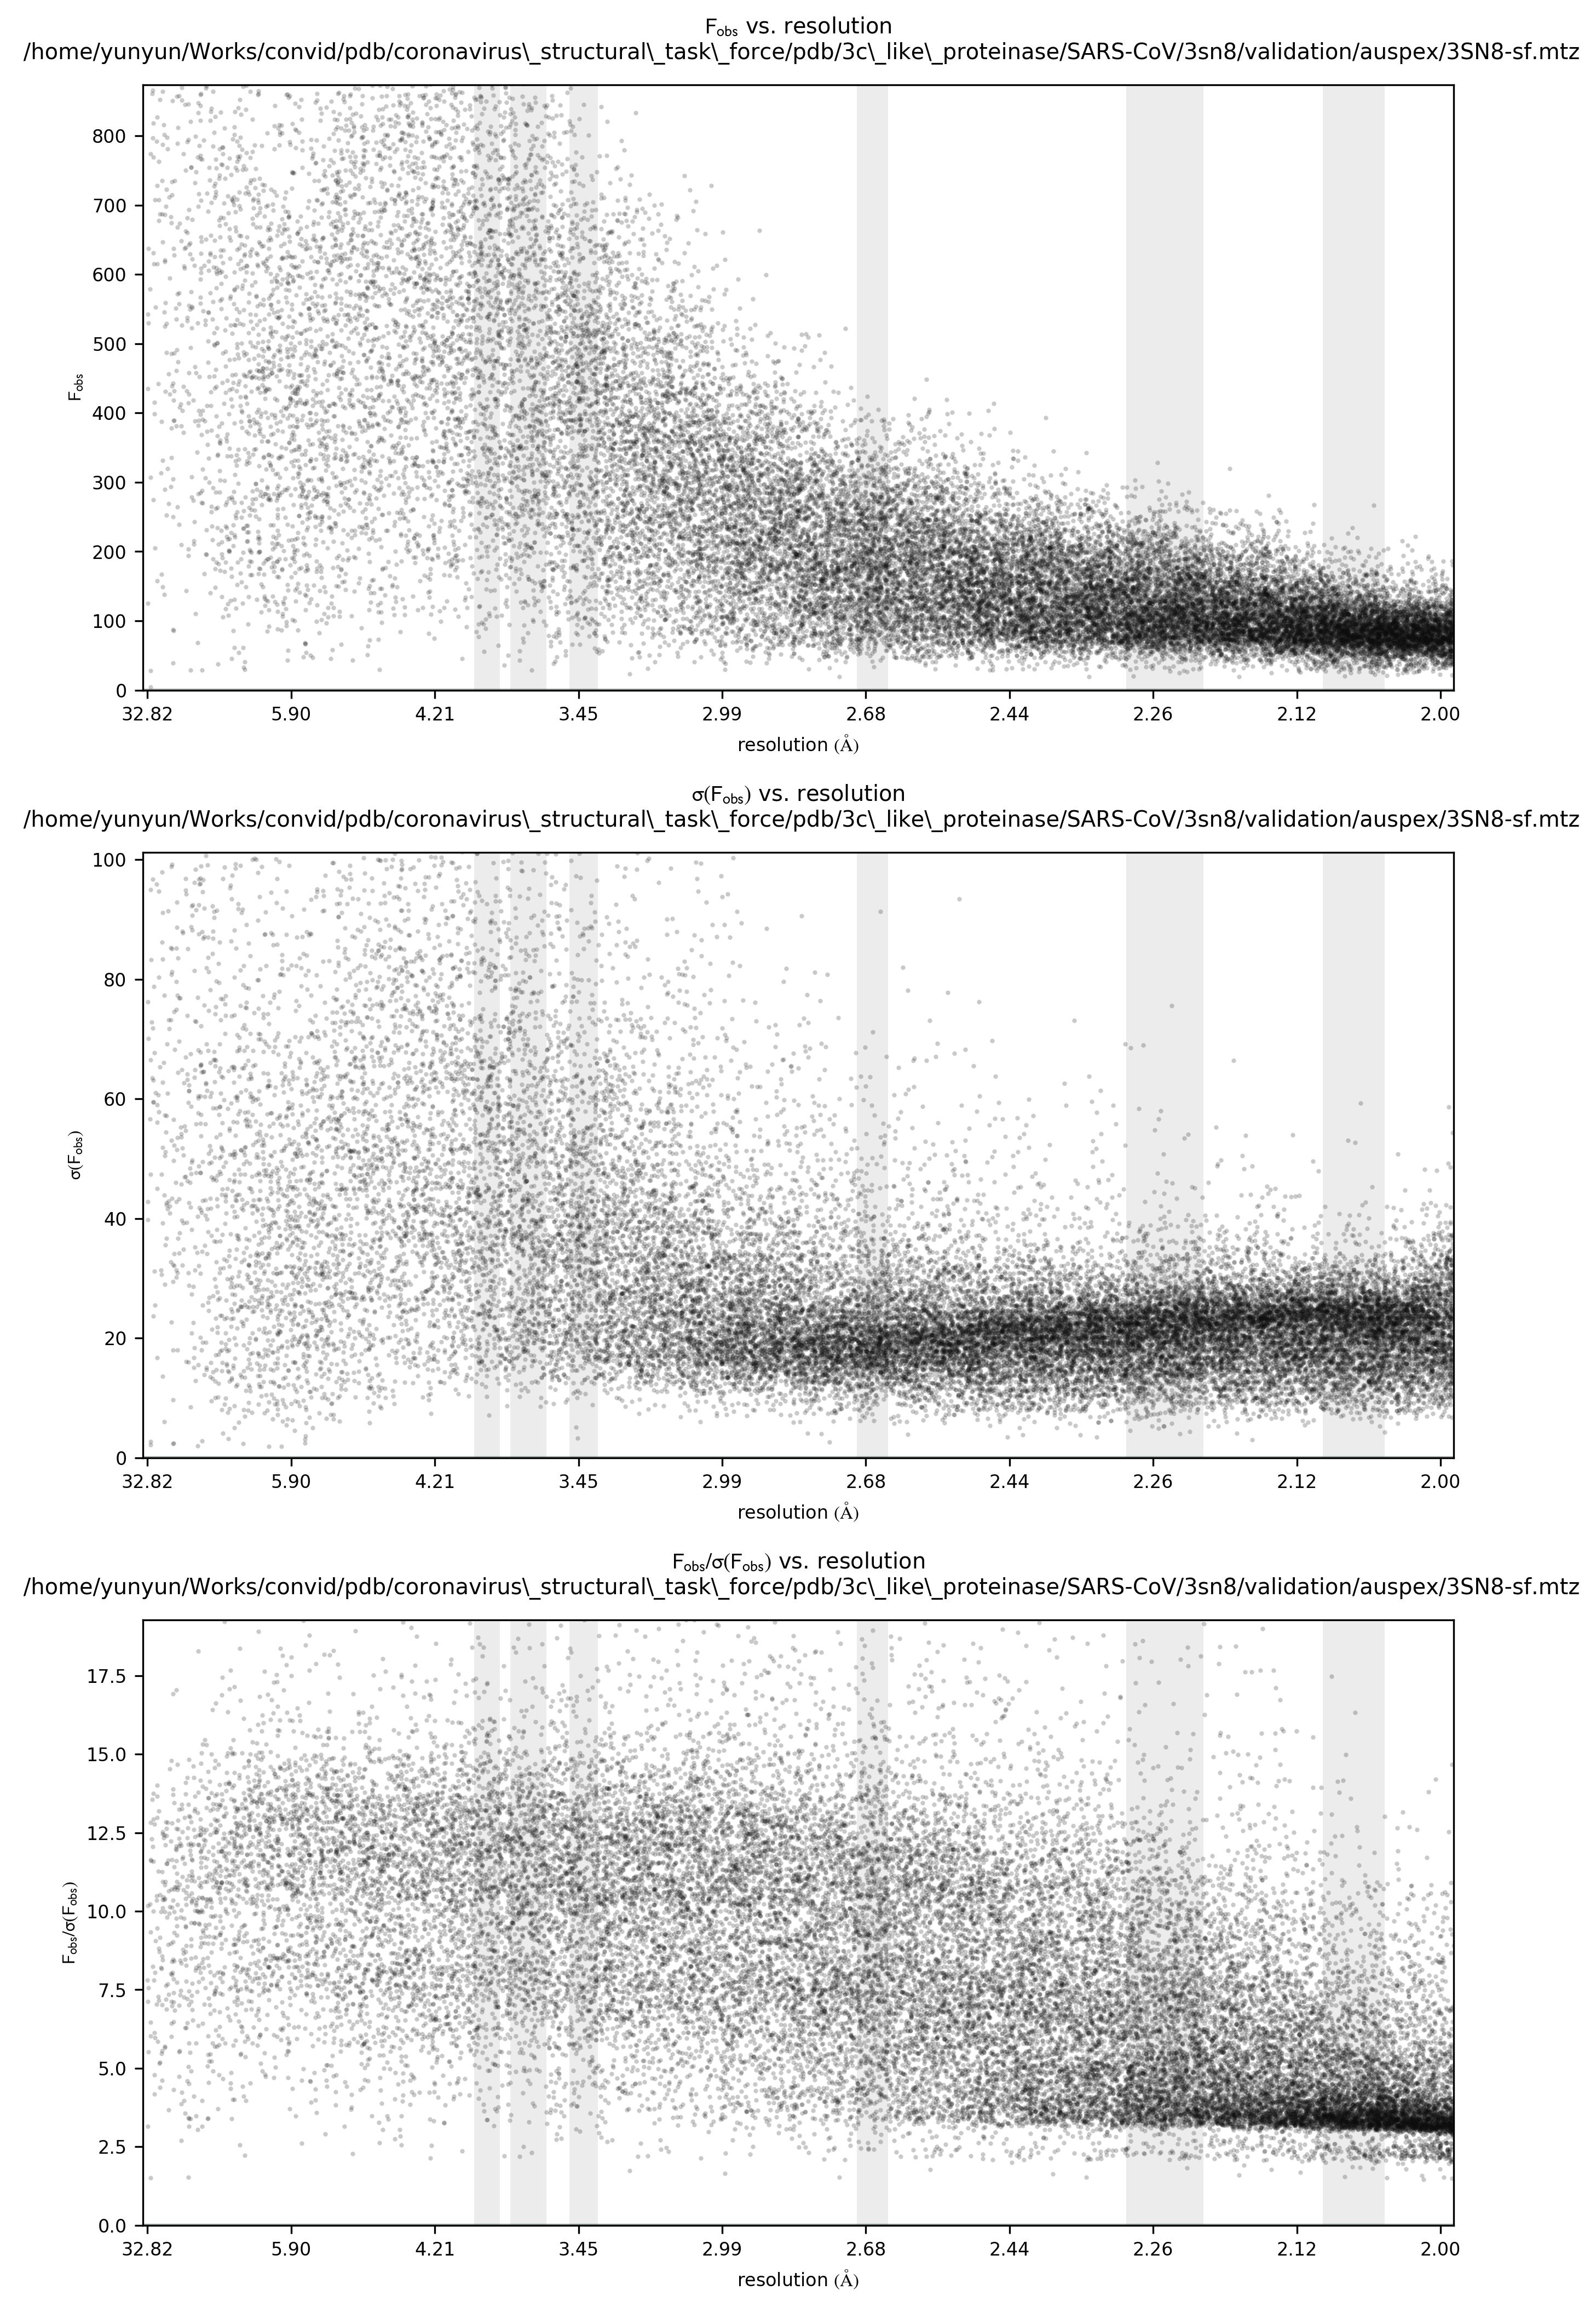 Fobs vs. resolution
/home/yunyun/Works/convid/pdb/coronavirus\_structural\_task\_force/pdb/3c\_like\_proteinase/SARS-CoV/3sn8/validation/auspex/3SN8-sf.mtz
800
700
600
500
400
300
200
100
0
Fobs
32.82 5.90 4.21 3.45 2.99 2.68 2.44 2.26 2.12 2.00
resolution (Å)
σ(Fobs) vs. resolution
/home/yunyun/Works/convid/pdb/coronavirus\_structural\_task\_force/pdb/3c\_like\_proteinase/SARS-CoV/3sn8/validation/auspex/3SN8-sf.mtz
100
80
60
40
20
0
σ(Fobs)
32.82 5.90 4.21 3.45 2.99 2.68 2.44 2.26 2.12 2.00
resolution (Å)
Fobs/σ(Fobs) vs. resolution
/home/yunyun/Works/convid/pdb/coronavirus\_structural\_task\_force/pdb/3c\_like\_proteinase/SARS-CoV/3sn8/validation/auspex/3SN8-sf.mtz
17.5
15.0
12.5
10.0
7.5
5.0
2.5
0.0
Fobs/σ(Fobs)
32.82 5.90 4.21 3.45 2.99 2.68 2.44 2.26 2.12 2.00
resolution (Å)